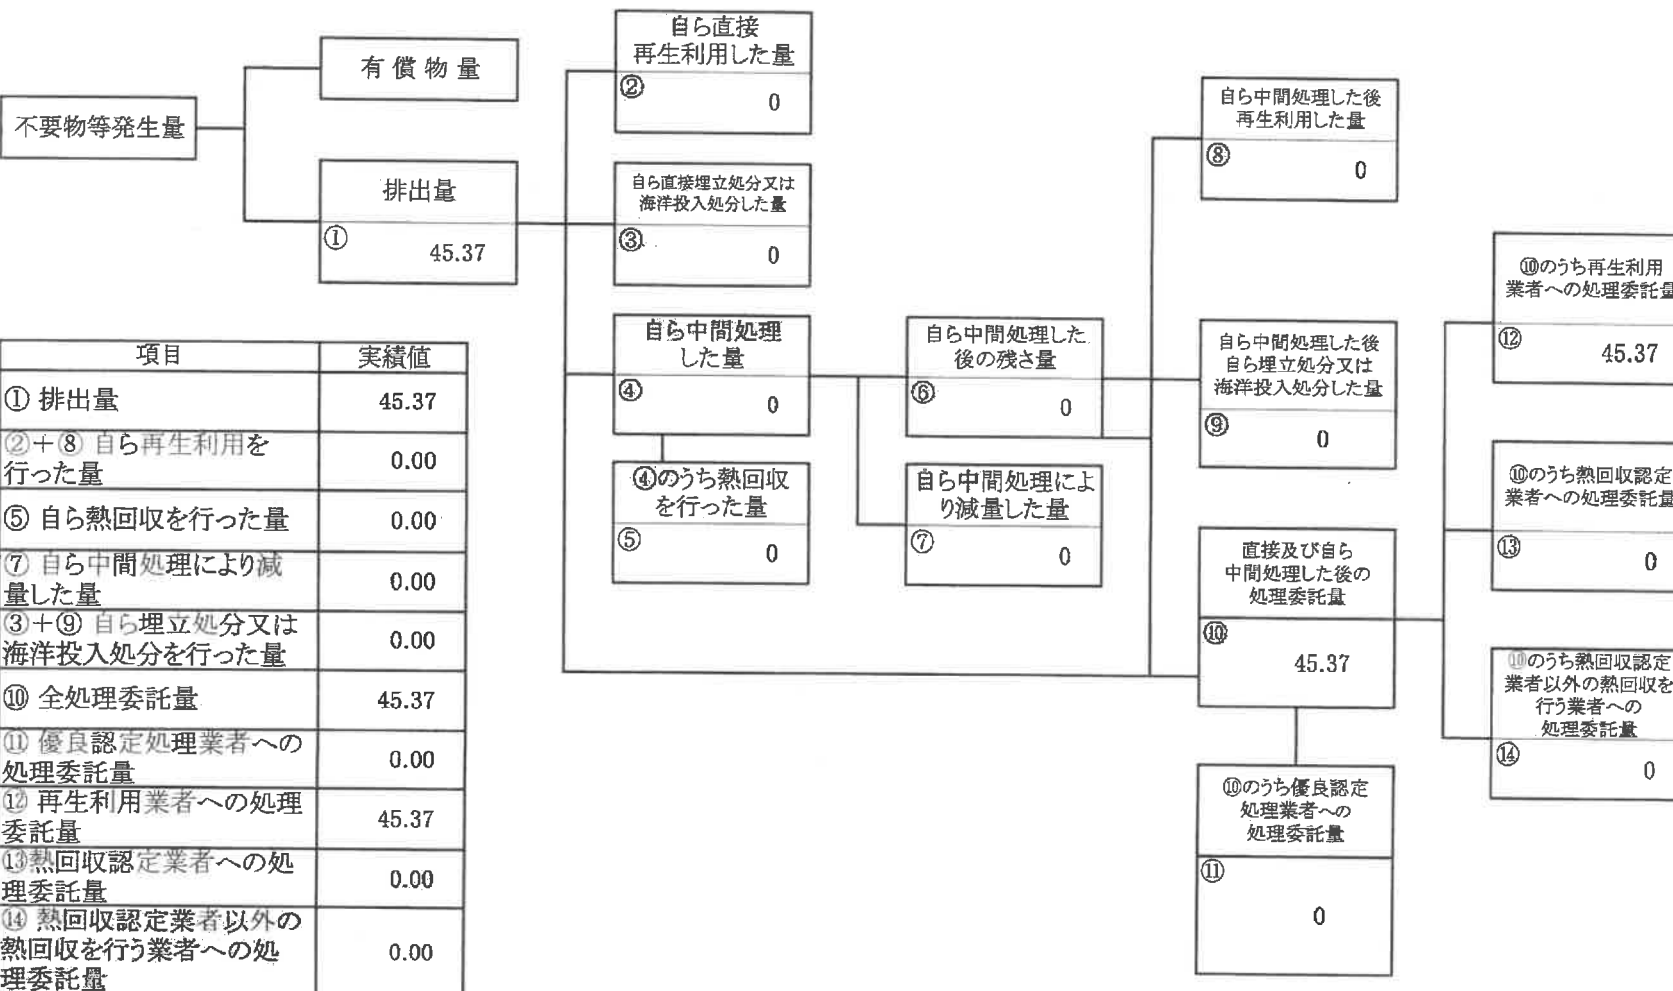 不要物等発生量
有償物量
排出量
①
45.37
自ら直接
再生利用した量
②
0
自ら直接埋立処分又は
海洋投入処分した量
③
0
自ら中間処理
した量
④
0
④のうち熱回収
を行った量
⑤
0
自ら中間処理した
後の残さ量
⑥
0
自ら中間処理によ
り減量した量
⑦
0
自ら中間処理した後
再生利用した量
⑧
0
自ら中間処理した後
自ら埋立処分又は
海洋投入処分した量
⑨
0
直接及び自ら
中間処理した後の
処理委託量
⑩
45.37
⑩のうち優良認定
処理業者への
処理委託量
⑪
0
⑩のうち再生利用
業者への処理委託量
⑫
45.37
⑩のうち熱回収認定
業者への処理委託量
⑬
0
⑩のうち熱回収認定
業者以外の熱回収を
行う業者への
処理委託量
⑭
0
項目 実績値
① 排出量 45.37
②+⑧ 自ら再生利用を
行った量 0.00
⑤ 自ら熱回収を行った量 0.00
⑦ 自ら中間処理により減
量した量 0.00
③+⑨ 自ら埋立処分又は
海洋投入処分を行った量 0.00
⑩ 全処理委託量 45.37
⑪ 優良認定処理業者への
処理委託量 0.00
⑫ 再生利用業者への処理
委託量 45.37
⑬熱回収認定業者への処
理委託量 0.00
⑭ 熱回収認定業者以外の
熱回収を行う業者への処
理委託量 0.00